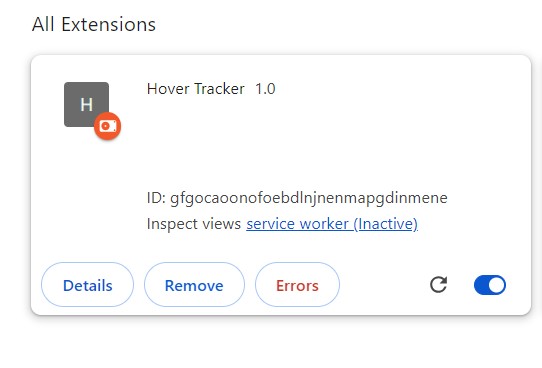 All Extensions
H
Hover Tracker 1.0
ID: gfgocaoonofoebdlnjnenmapgdinmene
Inspect views service worker (Inactive)
Details Remove Errors